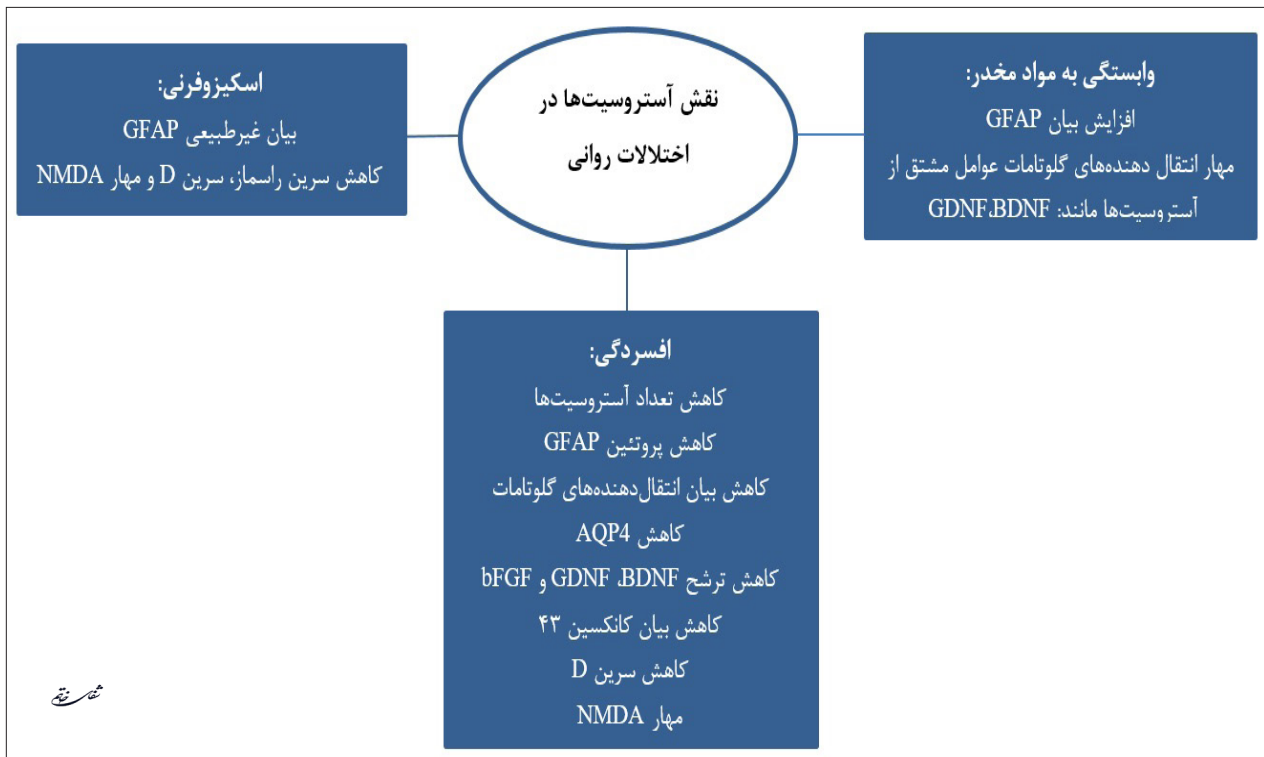 نقش آستروسیت‌ها در
اختلالات روانی
وابستگی به مواد مخدر:
افزایش بیان GFAP
مهار انتقال دهنده‌های گلوتامات عوامل مشتق از
آستروسیت‌ها مانند: GDNF،BDNF
اسکیزوفرنی:
بیان غیرطبیعی GFAP
کاهش سرین راسماز، سرین D و مهار NMDA
افسردگی:
کاهش تعداد آستروسیت‌ها
کاهش پروتئین GFAP
کاهش بیان انتقال‌دهنده‌های گلوتامات
کاهش AQP4
کاهش ترشح GDNF ،BDNF و bFGF
کاهش بیان کانکسین ۴۳
کاهش سرین D
مهار NMDA
شفای خاتم